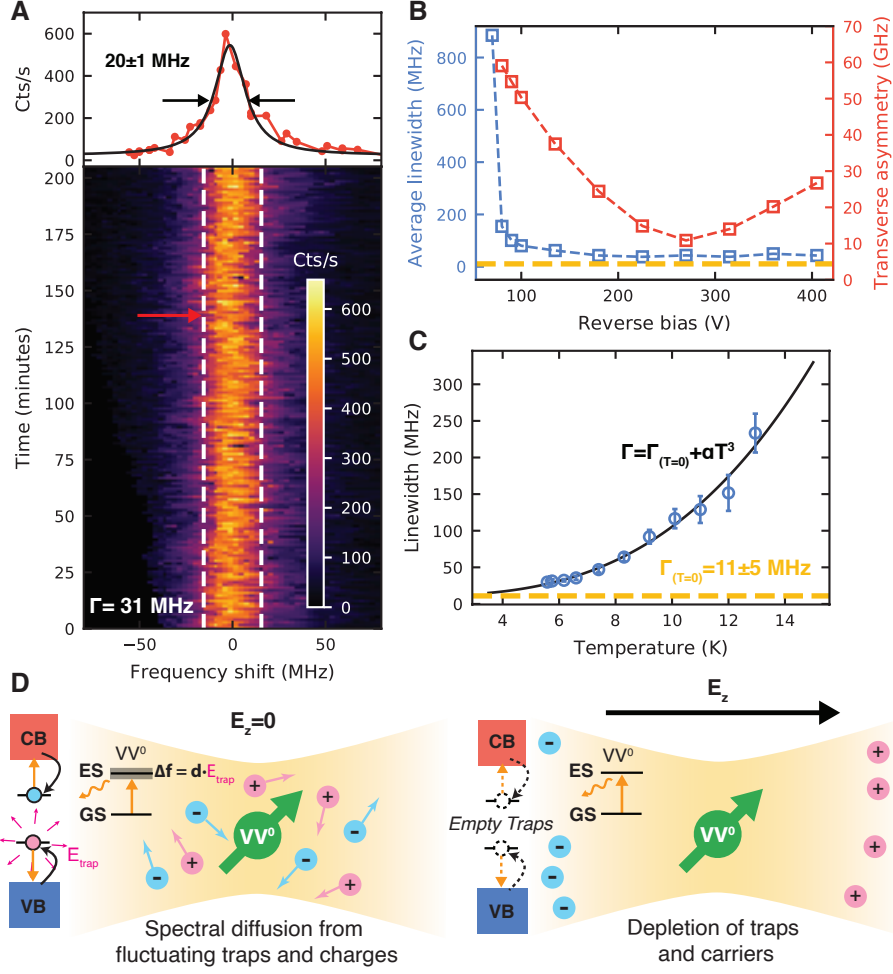 A
600
400
200
0
Cts/s
20±1 MHz
200
175
150
125
100
75
50
25
0
Time (minutes)
Cts/s
600
500
400
300
200
100
0
Γ= 31 MHz
−50
0
50
Frequency shift (MHz)
B
800
600
400
200
0
Average linewidth (MHz)
70
60
50
40
30
20
10
0
Transverse asymmetry (GHz)
100
200
300
400
Reverse bias (V)
C
300
250
200
150
100
50
0
Linewidth (MHz)
Γ=Γ(T=0)+αT³
Γ(T=0)=11±5 MHz
4
6
8
10
12
14
Temperature (K)
D
CB
Etrap
VB
VV⁰
ES
Δf = d·Etrap
GS
Ez=0
+
+
-
-
+
-
-
+
VV⁰
Spectral diffusion from
fluctuating traps and charges
Ez
CB
-
Empty Traps
VB
-
-
-
VV⁰
ES
GS
VV⁰
+
+
+
+
Depletion of traps
and carriers